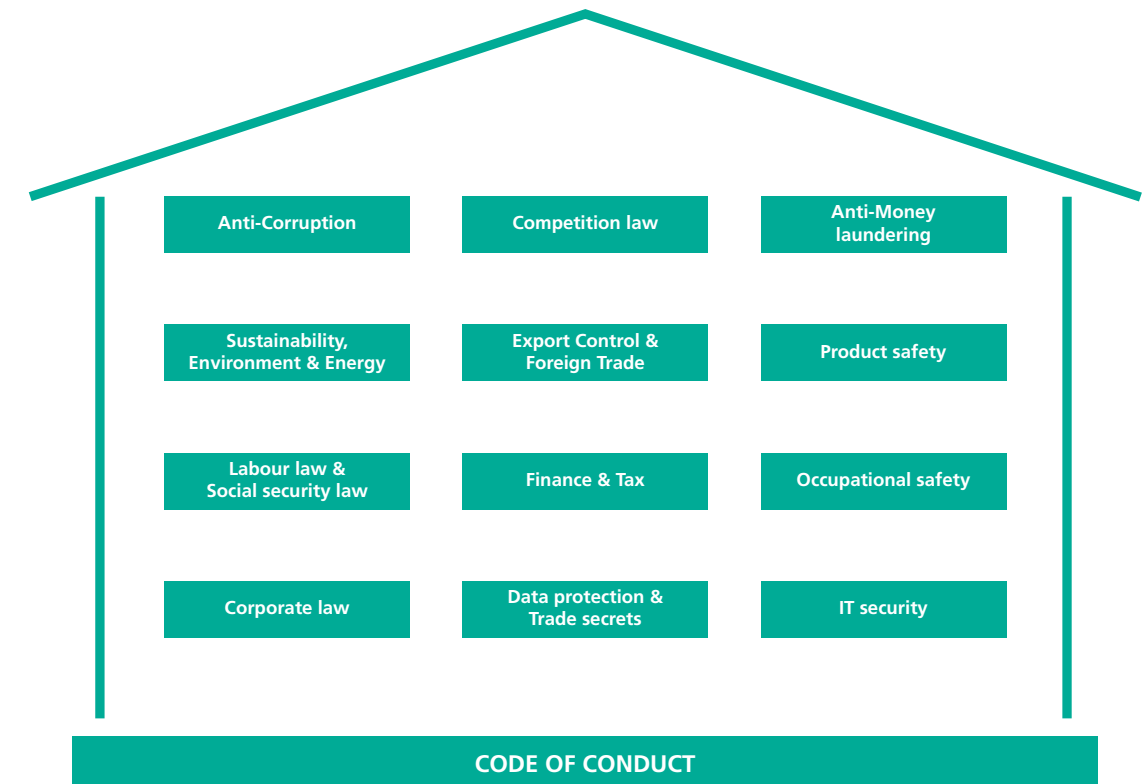 Anti-Corruption
Competition law
Anti-Money
laundering
Sustainability,
Environment & Energy
Export Control &
Foreign Trade
Product safety
Labour law &
Social security law
Finance & Tax
Occupational safety
Corporate law
Data protection &
Trade secrets
IT security
CODE OF CONDUCT